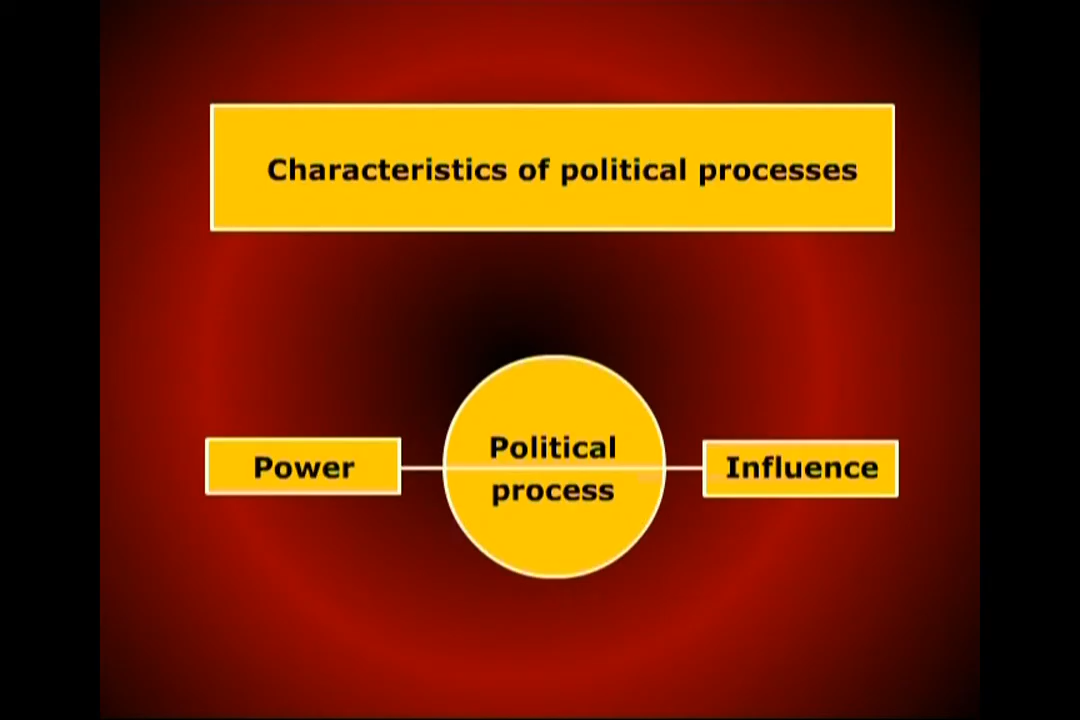 Characteristics of political processes
Power
Political
process
Influence